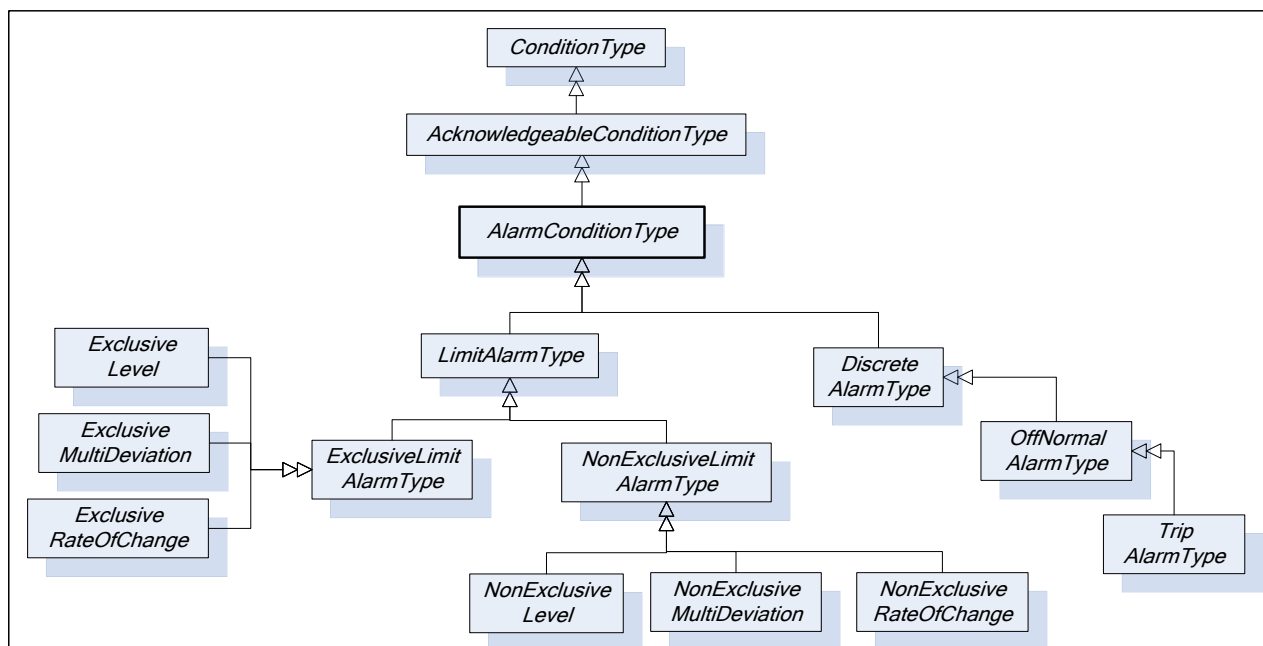 ConditionType
AcknowledgeableConditionType
AlarmConditionType
LimitAlarmType
Discrete
AlarmType
Exclusive
Level
Exclusive
MultiDeviation
Exclusive
RateOfChange
ExclusiveLimit
AlarmType
NonExclusiveLimit
AlarmType
OffNormal
AlarmType
Trip
AlarmType
NonExclusive
Level
NonExclusive
MultiDeviation
NonExclusive
RateOfChange